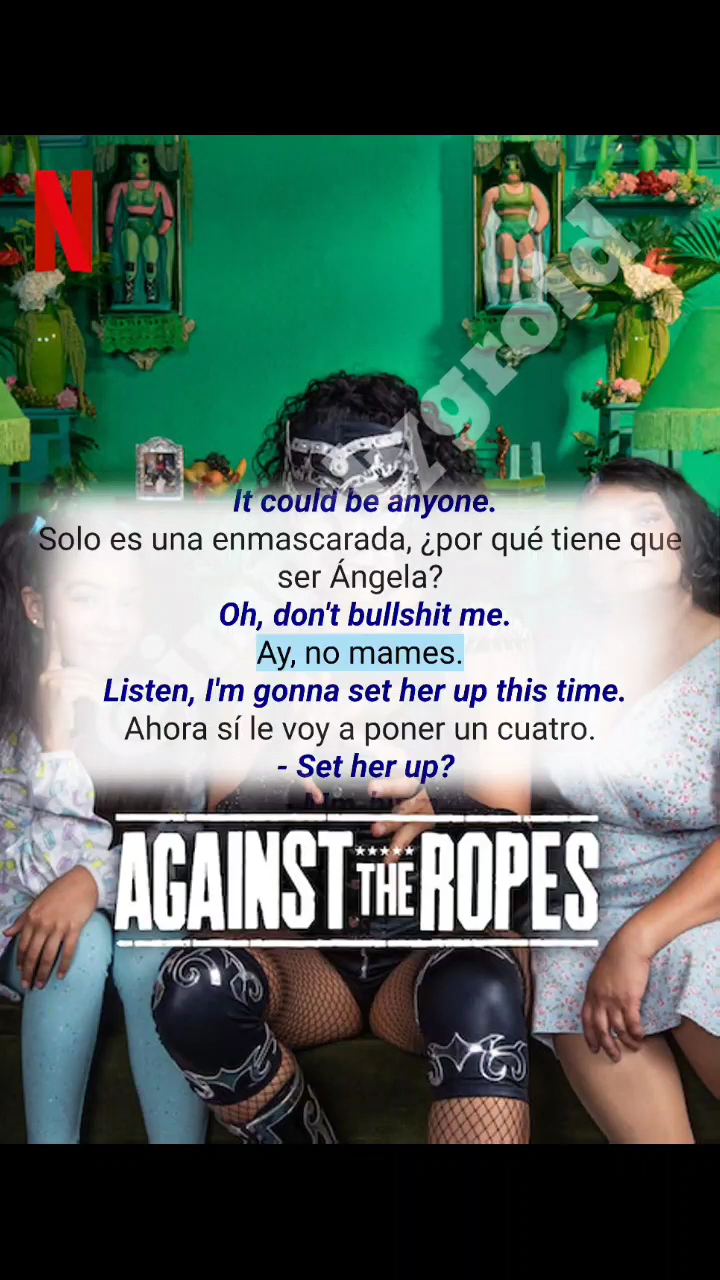 N
It could be anyone.
Solo es una enmascarada, ¿por qué tiene que
ser Ángela?
Oh, don't bullshit me.
Ay, no mames.
Listen, I'm gonna set her up this time.
Ahora sí le voy a poner un cuatro.
- Set her up?
AGAINST THE ROPES